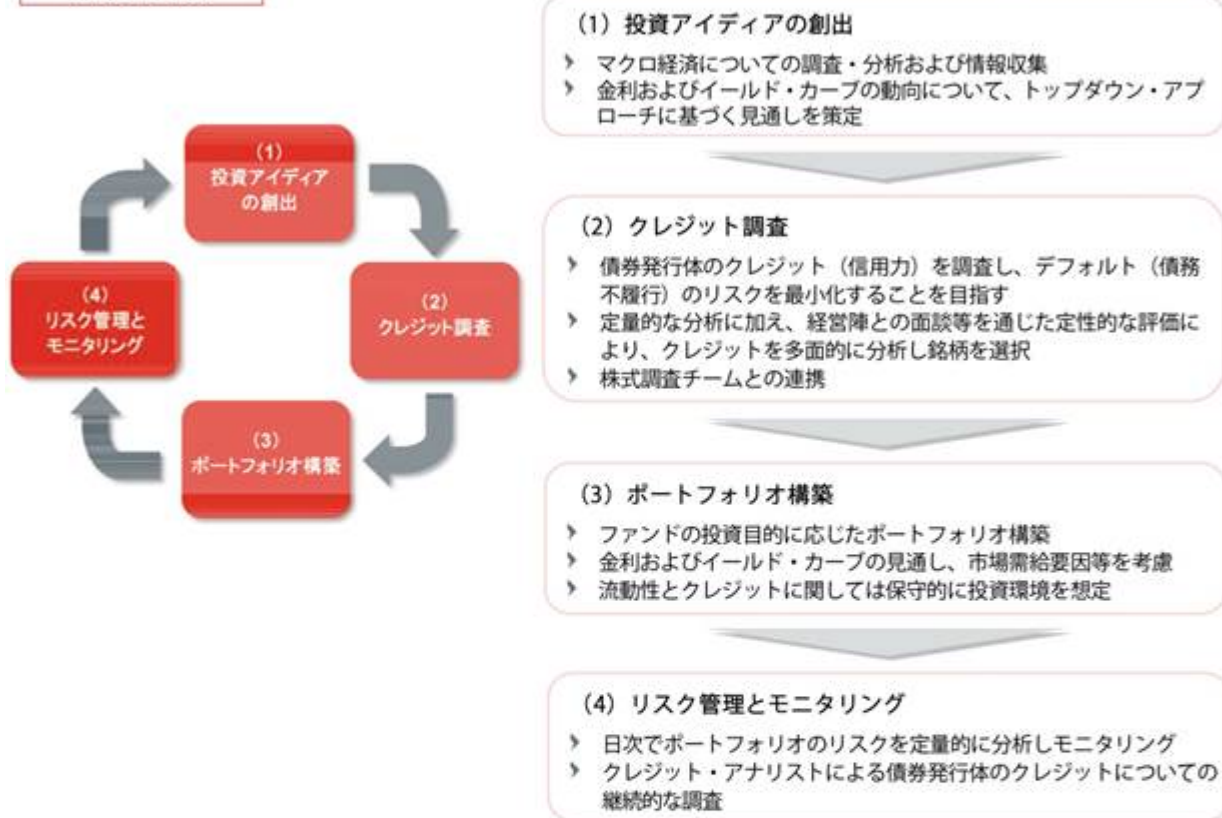 (1)
投資アイディア
の創出
(2)
クレジット調査
(3)
ポートフォリオ構築
(4)
リスク管理と
モニタリング
(1) 投資アイディアの創出
マクロ経済についての調査・分析および情報収集
金利およびイールド・カーブの動向について、トップダウン・アプ
ローチに基づく見通しを策定
(2) クレジット調査
債券発行体のクレジット（信用力）を調査し、デフォルト（債務
不履行）のリスクを最小化することを目指す
定量的な分析に加え、経営陣との面談等を通じた定性的な評価に
より、クレジットを多面的に分析し銘柄を選択
株式調査チームとの連携
(3) ポートフォリオ構築
ファンドの投資目的に応じたポートフォリオ構築
金利およびイールド・カーブの見通し、市場需給要因等を考慮
流動性とクレジットに関しては保守的に投資環境を想定
(4) リスク管理とモニタリング
日次でポートフォリオのリスクを定量的に分析しモニタリング
クレジット・アナリストによる債券発行体のクレジットについての
継続的な調査